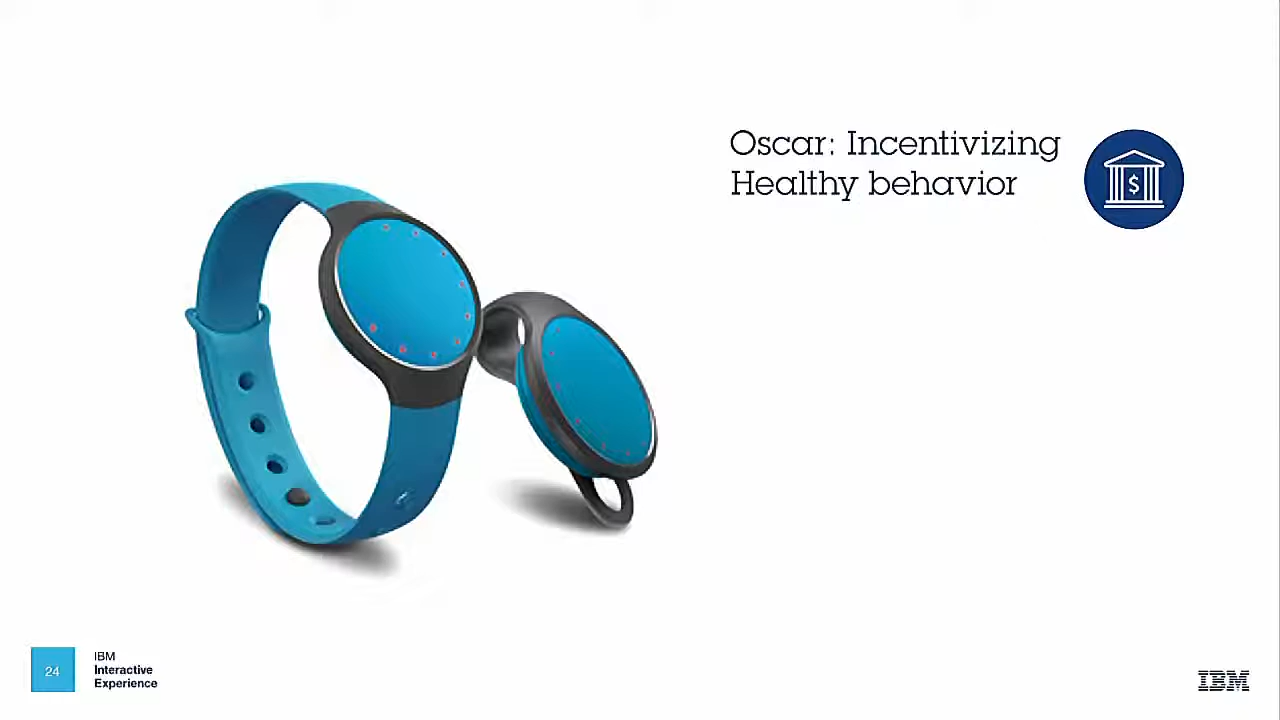 Oscar: Incentivizing
Healthy behavior
$
24
IBM
Interactive
Experience
IBM